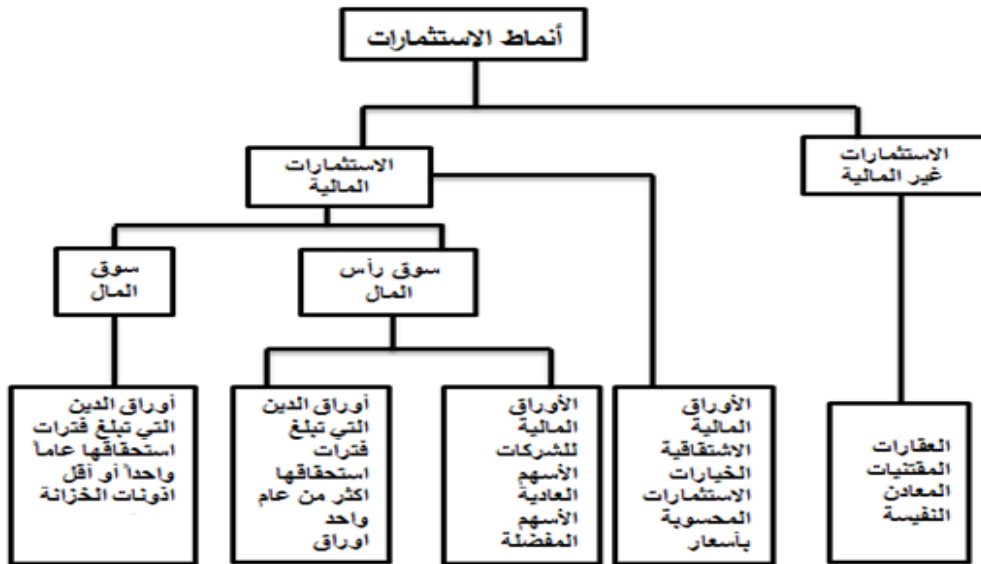 أنماط الاستثمارات
الاستثمارات
غير المالية
الاستثمارات
المالية
سوق رأس
المال
سوق
المال
العقارات
المقتنيات
المعادن
النفيسة
الأوراق
المالية
الاشتقاقية
الخيارات
الاستثمارات
المحسوبة
بأسعار
الأوراق
المالية
للشركات
الأسهم
العادية
الأسهم
المفضلة
أوراق الدين
التي تبلغ
فترات
استحقاقها
اكثر من عام
واحد
اوراق
أوراق الدين
التي تبلغ فترات
استحقاقها عاماً
واحداً أو أقل
اذونات الخزانة